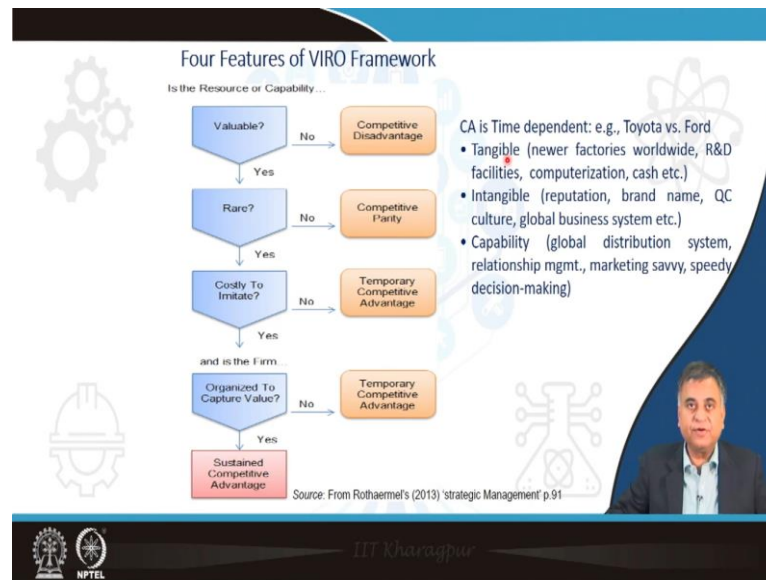 Four Features of VIRO Framework
Is the Resource or Capability...
Valuable?
No
Competitive
Disadvantage
Yes
Rare?
No
Competitive
Parity
Yes
Costly To
Imitate?
No
Temporary
Competitive
Advantage
Yes
and is the Firm...
Organized To
Capture Value?
No
Temporary
Competitive
Advantage
Yes
Sustained
Competitive
Advantage
CA is Time dependent: e.g., Toyota vs. Ford
• Tangible (newer factories worldwide, R&D
facilities, computerization, cash etc.)
• Intangible (reputation, brand name, QC
culture, global business system etc.)
• Capability (global distribution system,
relationship mgmt., marketing savvy, speedy
decision-making)
Source: From Rothaermel's (2013) 'strategic Management' p.91
NPTEL
IIT Kharagpur